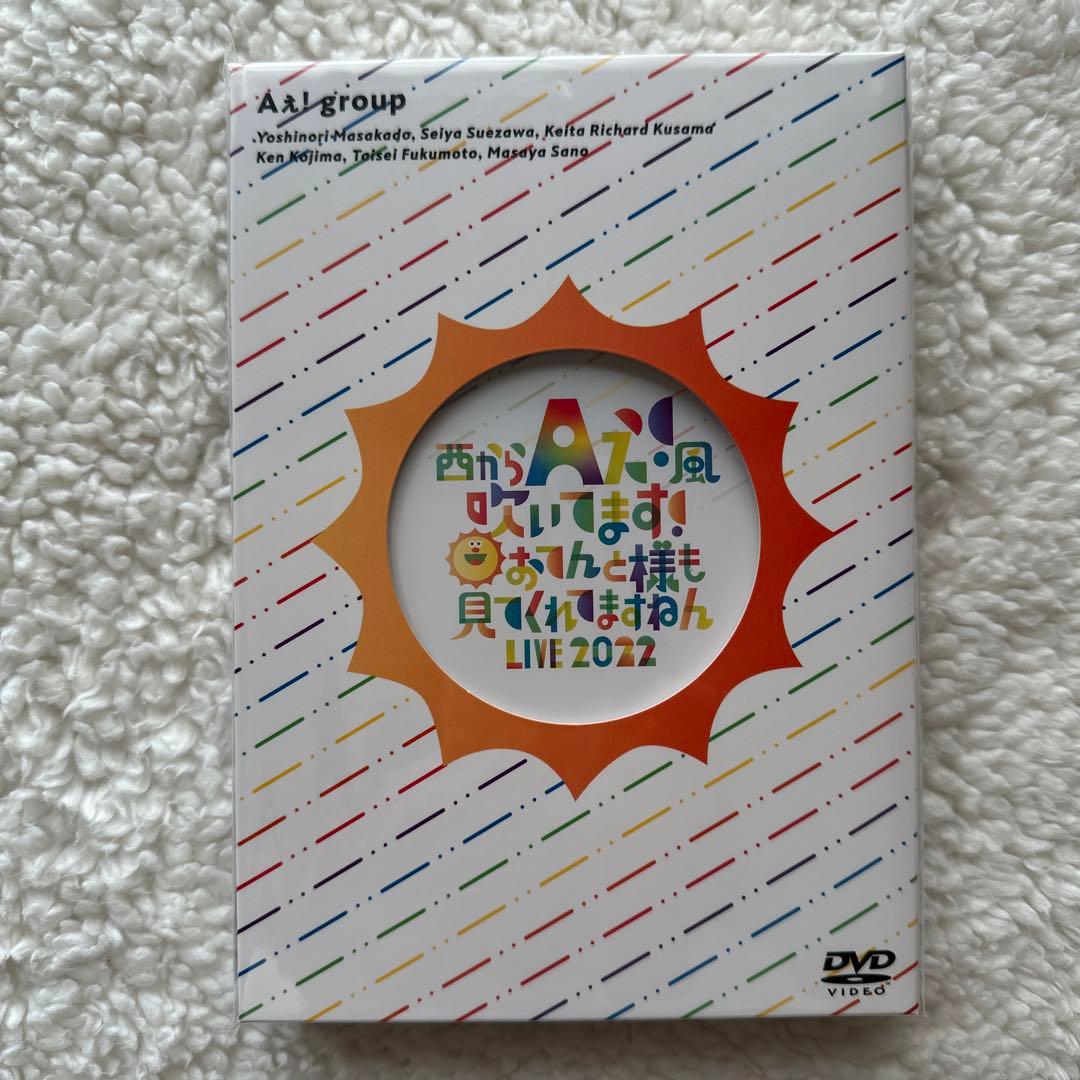 Aぇ! group
Yoshinori Masakado, Seiya Suezawa, Keita Richard Kusama
Ken Kojima, Taisei Fukumoto, Masaya Sano
西からAぇ風
吹いてます!
おてんと様も
見てくれてますねん
LIVE 2022
DVD
VIDEO™